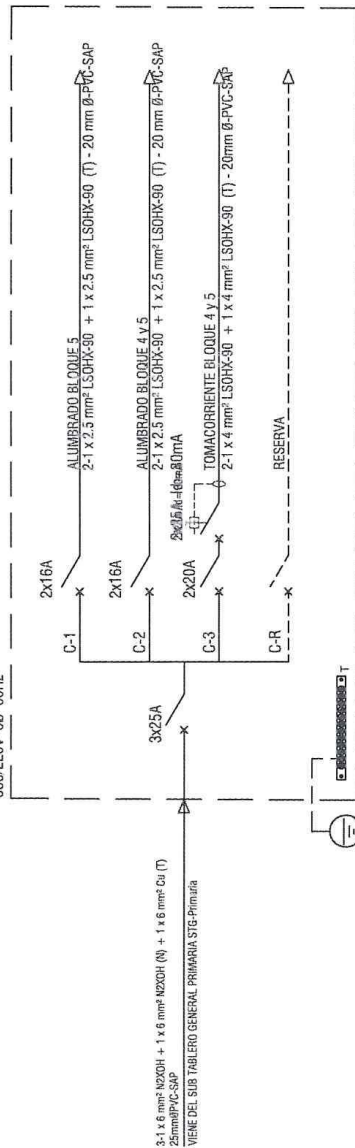 2x16A
C-1
ALUMBRADO BLOQUE 5
2-1 x 2.5 mm² LSOHX-90 + 1 x 2.5 mm² LSOHX-90 (T) - 20 mm Ø-PVC-SAP
2x16A
C-2
ALUMBRADO BLOQUE 4 y 5
2-1 x 2.5 mm² LSOHX-90 + 1 x 2.5 mm² LSOHX-90 (T) - 20 mm Ø-PVC-SAP
2x20A
C-3
TOMACORRIENTE BLOQUE 4 y 5
2-1 x 4 mm² LSOHX-90 + 1 x 4 mm² LSOHX-90 (T) - 20mm Ø-PVC-SAP
C-R
RESERVA
3x25A
3-1 x 6 mm² N2XOH + 1 x 6 mm² N2XOH (N) + 1 x 6 mm² Cu (T)
25mmØPVC-SAP
VIENE DEL SUB TABLERO GENERAL PRIMARIA STG-Primaria
T